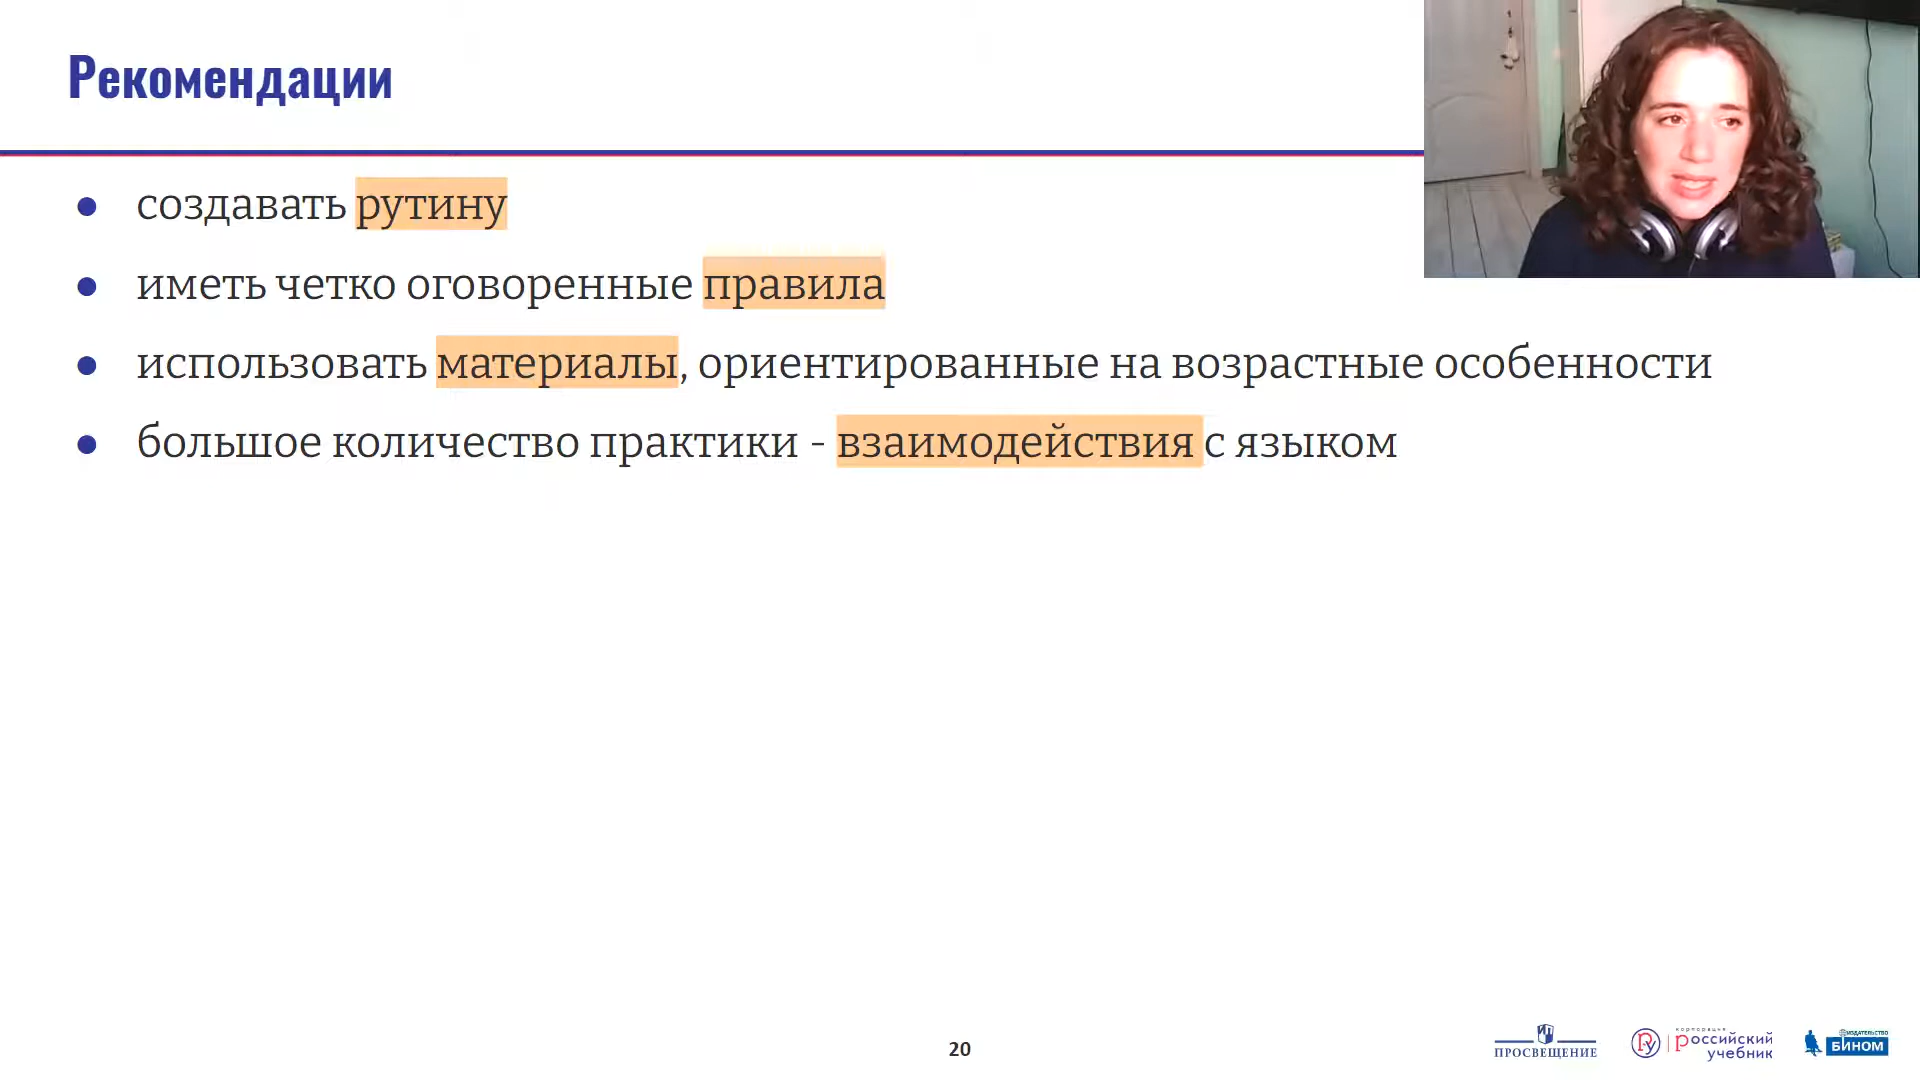 Рекомендации
создавать рутину
иметь четко оговоренные правила
использовать материалы, ориентированные на возрастные особенности
большое количество практики - взаимодействия с языком
20
ПРОСВЕЩЕНИЕ
корпорация
российский
учебник
ИЗДАТЕЛЬСТВО
БИНОМ